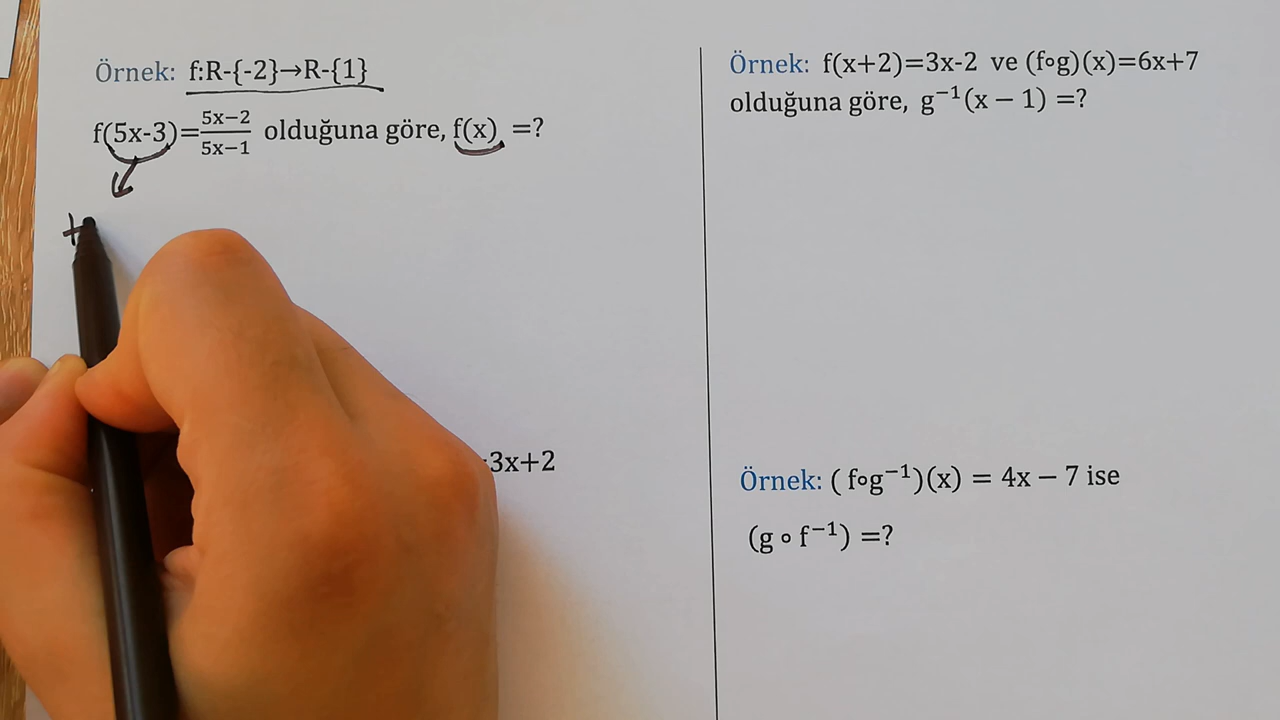 Örnek: f:R-{-2}→R-{1}
f(5x-3)=\frac{5x-2}{5x-1} olduğuna göre, f(x) =?
3x+2
Örnek: f(x+2)=3x-2 ve (f∘g)(x)=6x+7
olduğuna göre, g⁻¹(x − 1) =?
Örnek: ( f∘g⁻¹)(x) = 4x − 7 ise
(g ∘ f⁻¹) =?